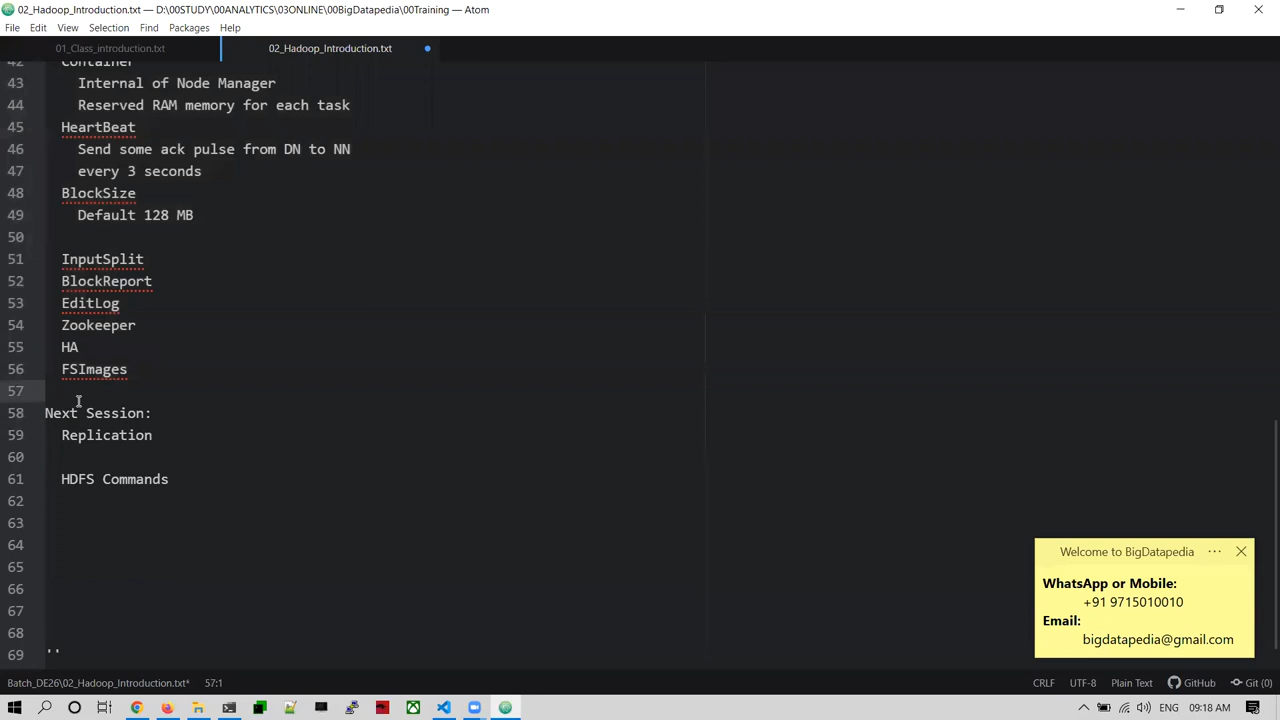 02_Hadoop_Introduction.txt — D:\00STUDY\00ANALYTICS\03ONLINE\00BigDatapedia\00Training — Atom
File Edit View Selection Find Packages Help
01_Class_introduction.txt 02_Hadoop_Introduction.txt
42 Container
43 Internal of Node Manager
44 Reserved RAM memory for each task
45 HeartBeat
46 Send some ack pulse from DN to NN
47 every 3 seconds
48 BlockSize
49 Default 128 MB
50
51 InputSplit
52 BlockReport
53 EditLog
54 Zookeeper
55 HA
56 FSImages
57
58 Next Session:
59 Replication
60
61 HDFS Commands
62
63
64
65
66
67
68
69 ''
Welcome to BigDatapedia ...
WhatsApp or Mobile:
+91 9715010010
Email:
bigdatapedia@gmail.com
Batch_DE26\02_Hadoop_Introduction.txt* 57:1 CRLF UTF-8 Plain Text GitHub Git (0)
ENG 09:18 AM